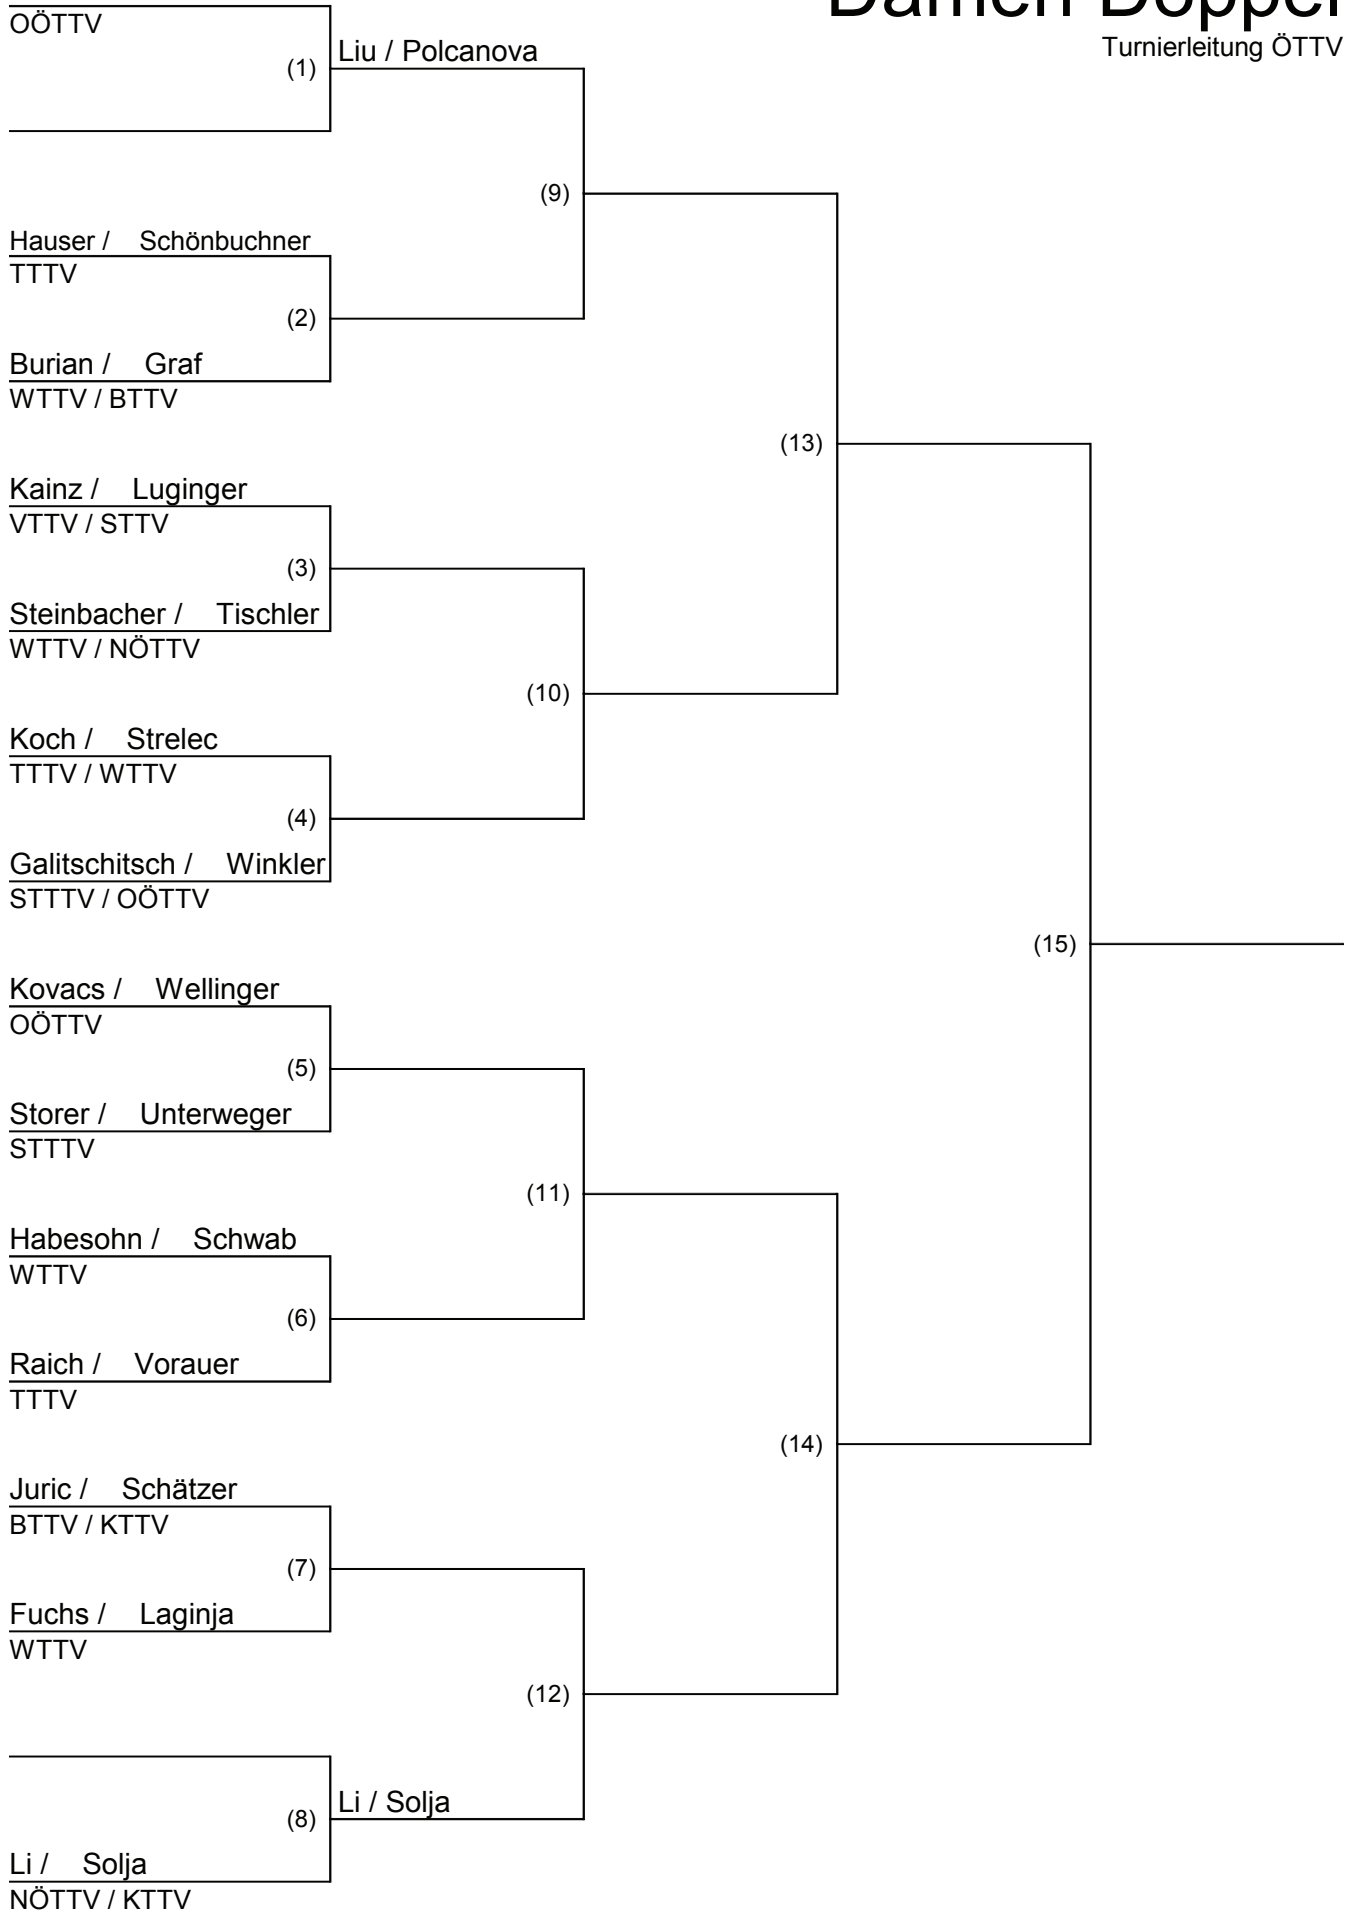 Damen Doppel
Turnierleitung ÖTTV
OÖTTV
(1)
Liu / Polcanova
(9)
Hauser / Schönbuchner
TTTV
(2)
Burian / Graf
WTTV / BTTV
(13)
Kainz / Luginger
VTTV / STTV
(3)
Steinbacher / Tischler
WTTV / NÖTTV
(10)
Koch / Strelec
TTTV / WTTV
(4)
Galitschitsch / Winkler
STTTV / OÖTTV
(15)
Kovacs / Wellinger
OÖTTV
(5)
Storer / Unterweger
STTTV
(11)
Habesohn / Schwab
WTTV
(6)
Raich / Vorauer
TTTV
(14)
Juric / Schätzer
BTTV / KTTV
(7)
Fuchs / Laginja
WTTV
(12)
Li / Solja
(8)
Li / Solja
NÖTTV / KTTV